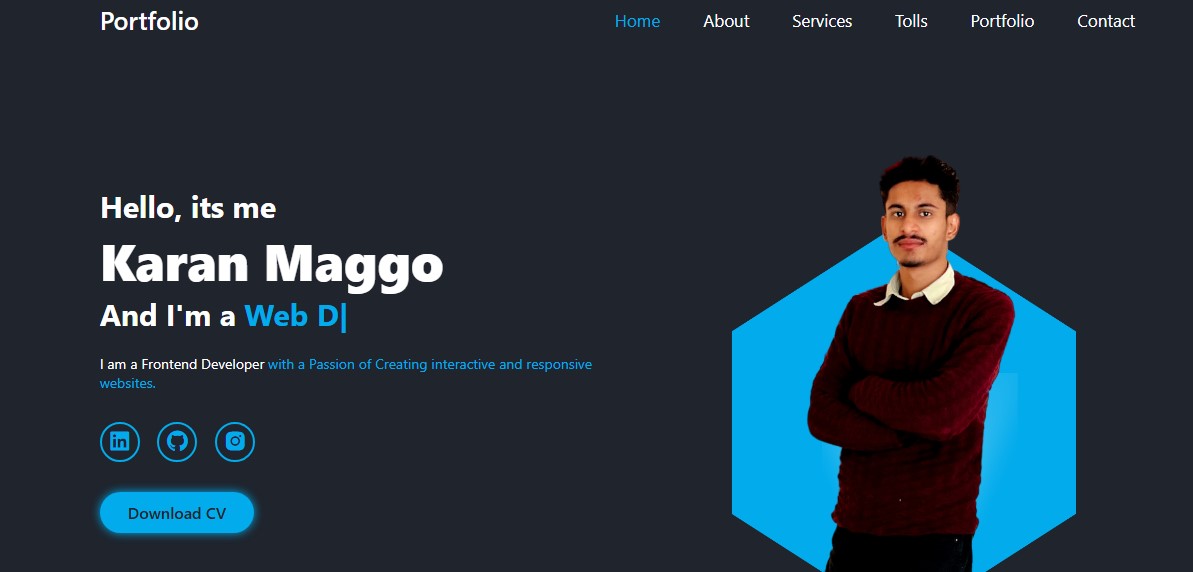 Portfolio
Home About Services Tolls Portfolio Contact
Hello, its me
Karan Maggo
And I'm a Web D|
I am a Frontend Developer with a Passion of Creating interactive and responsive
websites.
in
Download CV